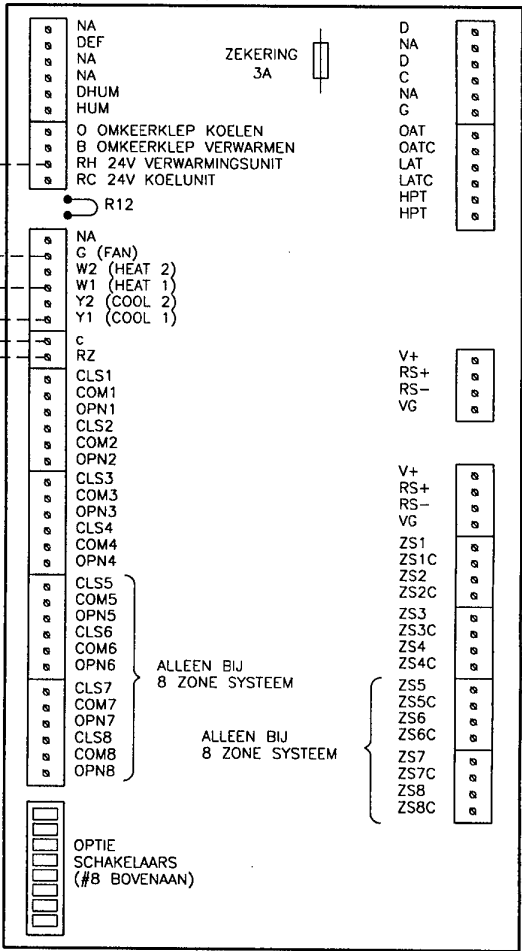 NA
DEF
NA
NA
DHUM
HUM
O OMKEERKLEP KOELEN
B OMKEERKLEP VERWARMEN
RH 24V VERWARMINGSUNIT
RC 24V KOELUNIT
R12
NA
G (FAN)
W2 (HEAT 2)
W1 (HEAT 1)
Y2 (COOL 2)
Y1 (COOL 1)
C
RZ
CLS1
COM1
OPN1
CLS2
COM2
OPN2
CLS3
COM3
OPN3
CLS4
COM4
OPN4
CLS5
COM5
OPN5
CLS6
COM6
OPN6
CLS7
COM7
OPN7
CLS8
COM8
OPN8
ALLEEN BIJ
8 ZONE SYSTEEM
OPTIE
SCHAKELAARS
(#8 BOVENAAN)
ZEKERING
3A
D
NA
D
C
NA
G
OAT
OATC
LAT
LATC
HPT
HPT
V+
RS+
RS-
VG
V+
RS+
RS-
VG
ZS1
ZS1C
ZS2
ZS2C
ZS3
ZS3C
ZS4
ZS4C
ZS5
ZS5C
ZS6
ZS6C
ZS7
ZS7C
ZS8
ZS8C
ALLEEN BIJ
8 ZONE SYSTEEM